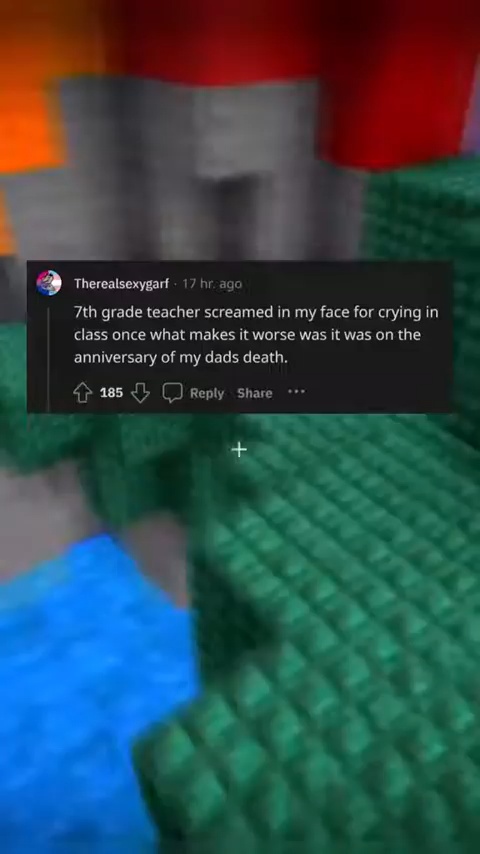 Therealsexygarf · 17 hr. ago
7th grade teacher screamed in my face for crying in
class once what makes it worse was it was on the
anniversary of my dads death.
185 Reply Share ···